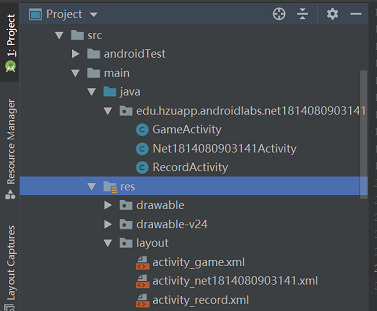 Project
src
androidTest
main
java
edu.hzuapp.androidlabs.net1814080903141
GameActivity
Net1814080903141Activity
RecordActivity
res
drawable
drawable-v24
layout
activity_game.xml
activity_net1814080903141.xml
activity_record.xml
1: Project
Resource Manager
Layout Captures